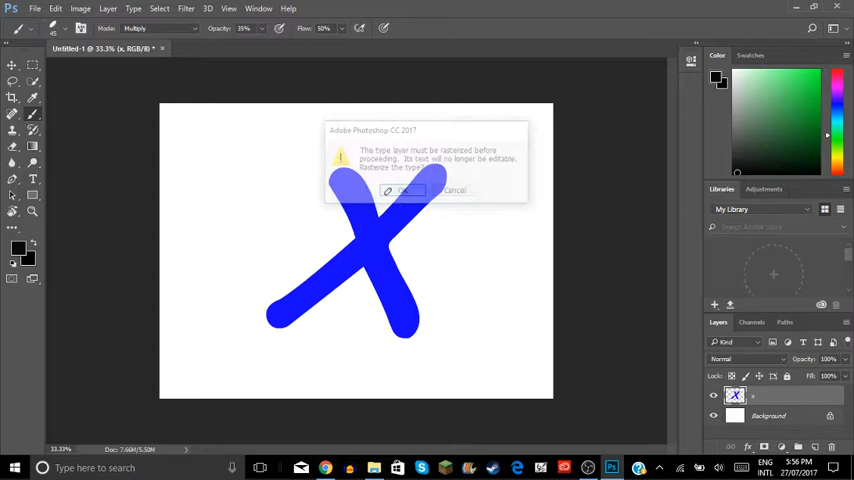 Ps File Edit Image Layer Type Select Filter 3D View Window Help
45 Mode: Multiply Opacity: 35% Flow: 50%
Untitled-1 @ 33.3% (x, RGB/8) * ×
Color Swatches
Adobe Photoshop CC 2017
This type layer must be rasterized before
proceeding. Its text will no longer be editable.
Rasterize the type?
OK Cancel
X
Libraries Adjustments
My Library
Search Adobe Stock
Layers Channels Paths
Kind
Normal Opacity: 100%
Lock: Fill: 100%
x
Background
fx
33.33% Doc: 7.66M/5.50M
Type here to search
ENG 5:56 PM
INTL 27/07/2017